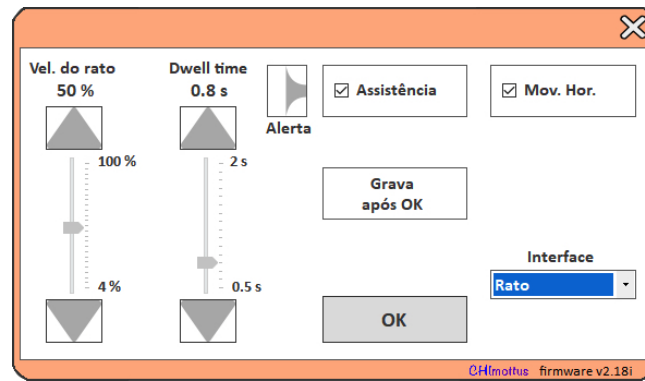 Vel. do rato
50 %
100 %
4 %
Dwell time
0.8 s
2 s
0.5 s
Alerta
Assistência
Mov. Hor.
Grava
após OK
Interface
Rato
OK
CHImottus firmware v2.18i